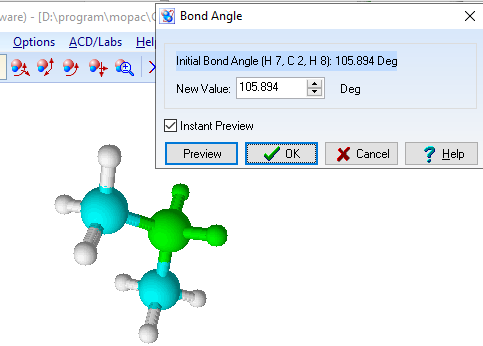 ware) - [D:\program\mopac\
Bond Angle
Options ACD/Labs
Initial Bond Angle (H 7, C 2, H 8): 105.894 Deg
New Value: 105.894 Deg
Instant Preview
Preview OK Cancel ? Help